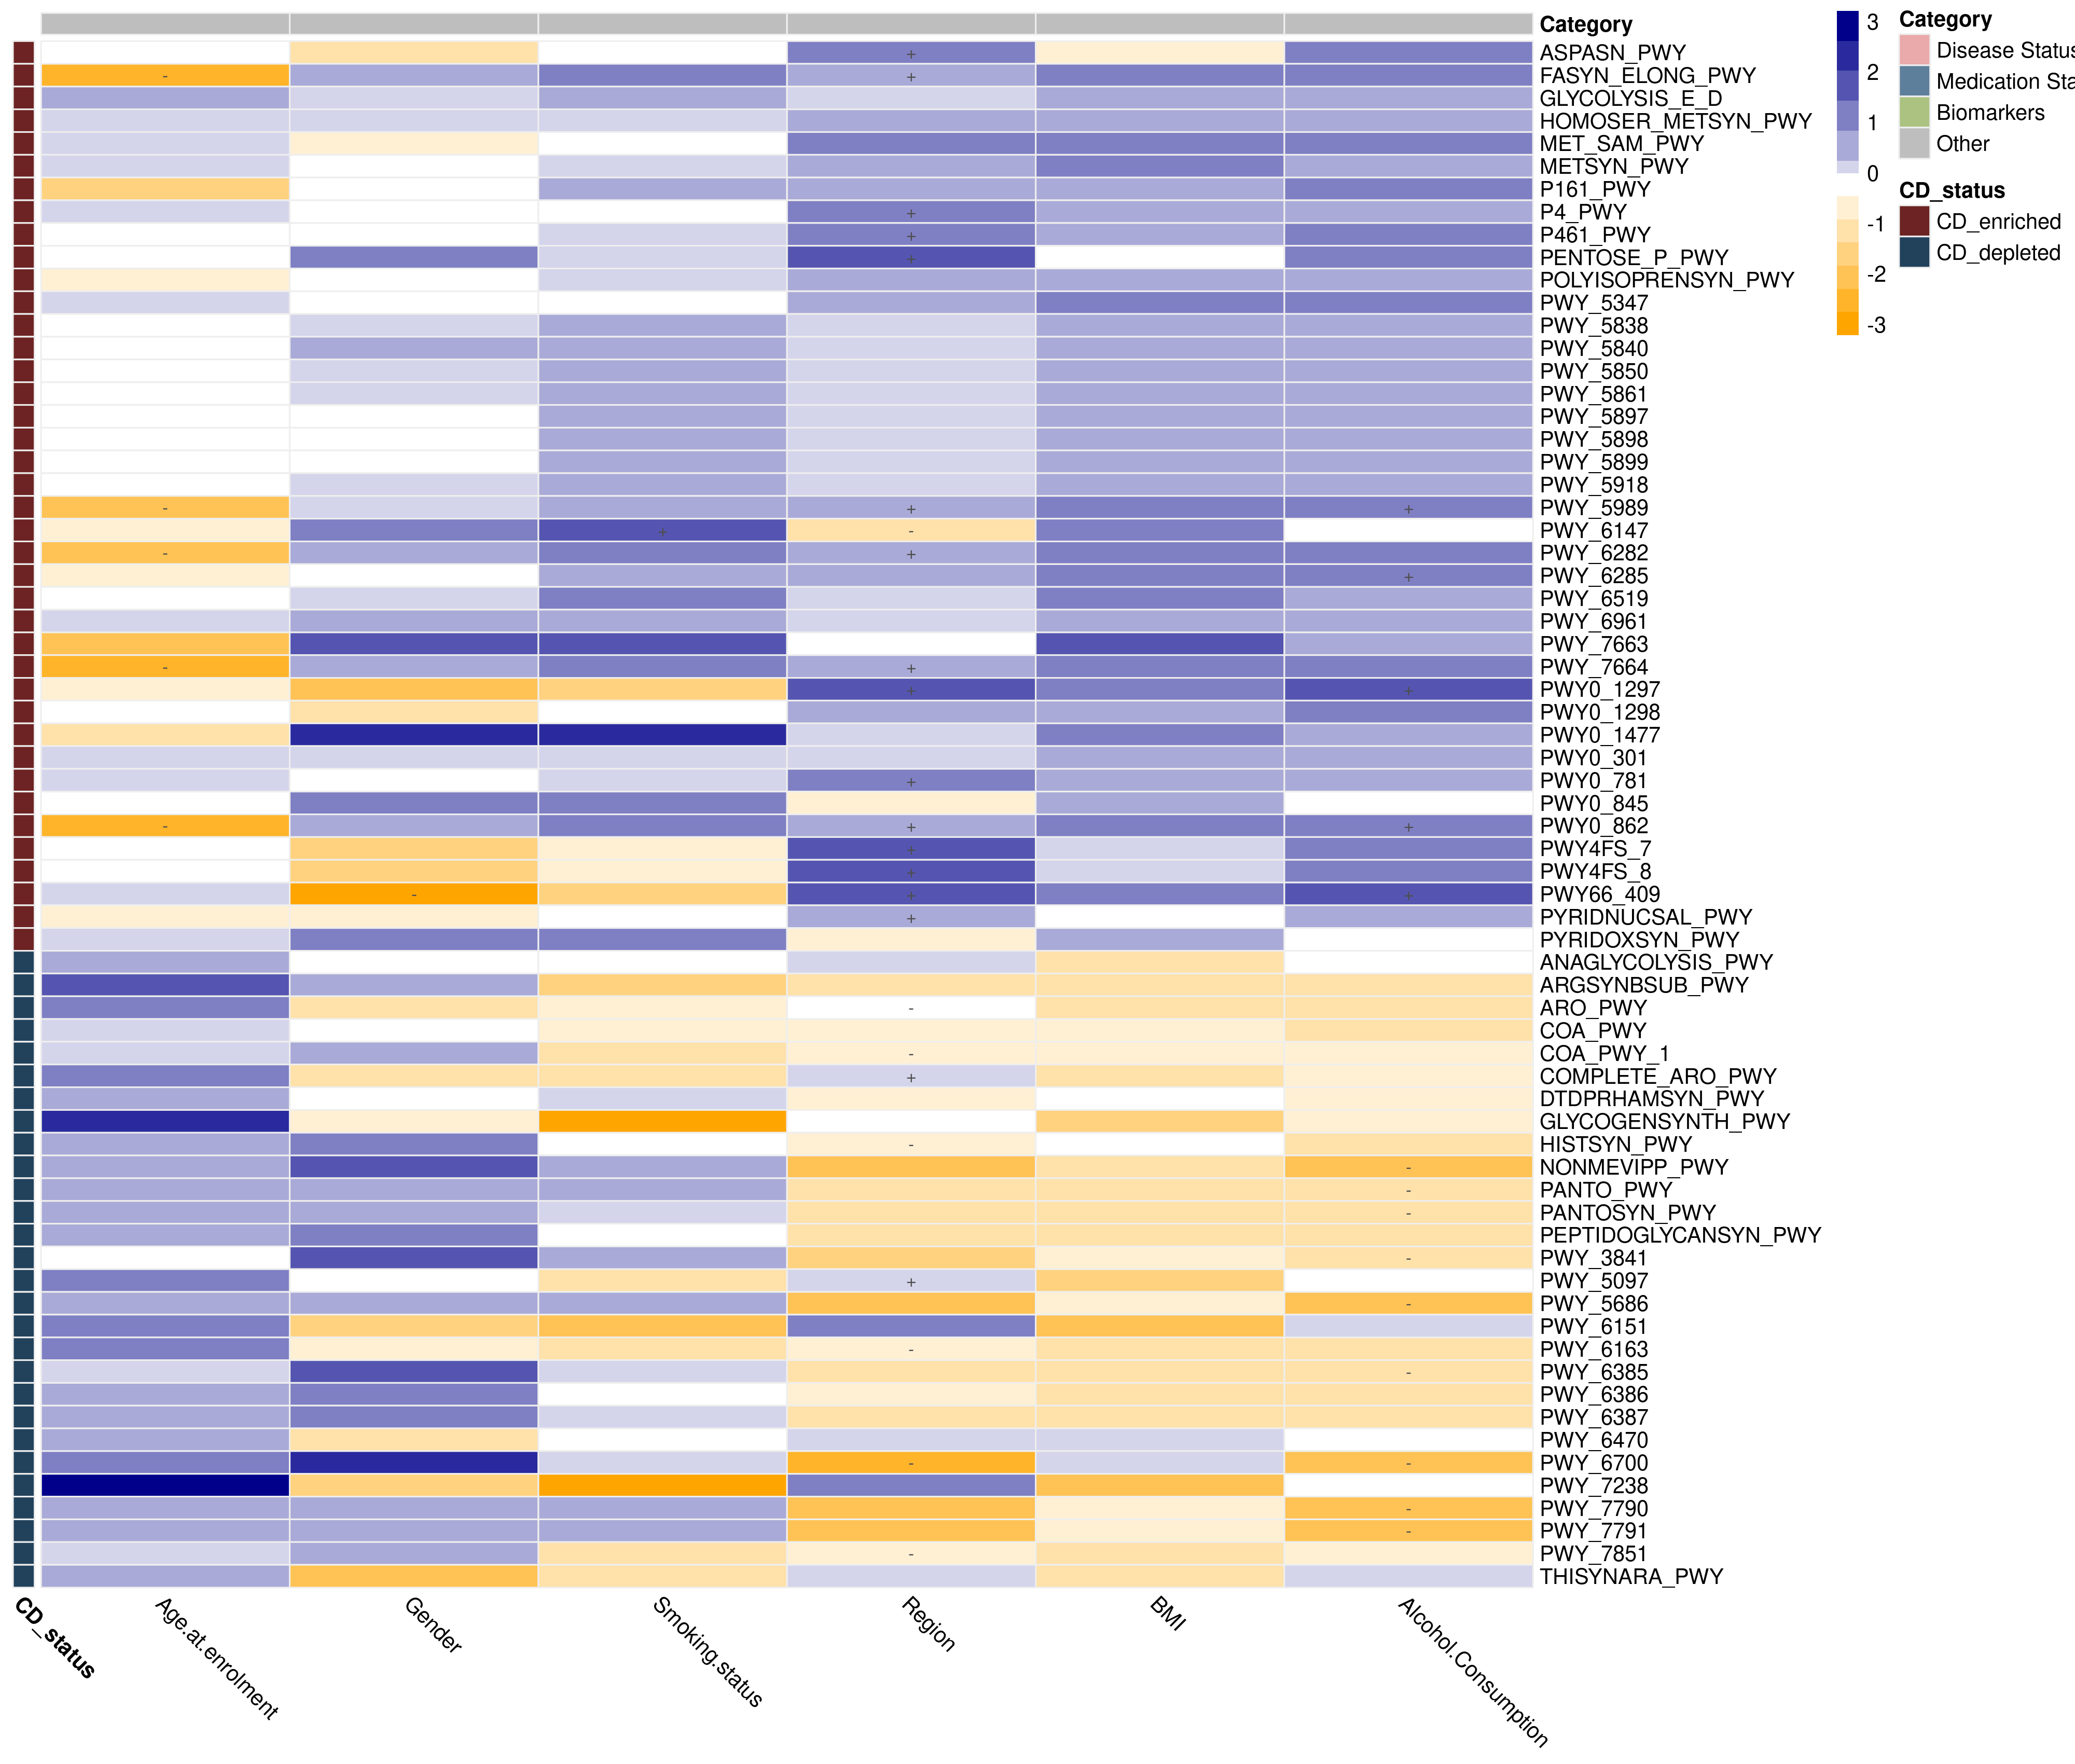 Category
ASPASN_PWY
+
FASYN_ELONG_PWY
- +
GLYCOLYSIS_E_D
HOMOSER_METSYN_PWY
MET_SAM_PWY
METSYN_PWY
P161_PWY
P4_PWY
+
P461_PWY
+
PENTOSE_P_PWY
+
POLYISOPRENSYN_PWY
PWY_5347
PWY_5838
PWY_5840
PWY_5850
PWY_5861
PWY_5897
PWY_5898
PWY_5899
PWY_5918
- + + PWY_5989
+ - PWY_6147
- + PWY_6282
+ PWY_6285
PWY_6519
PWY_6961
PWY_7663
- + PWY_7664
+ + PWY0_1297
PWY0_1298
PWY0_1477
PWY0_301
+ PWY0_781
PWY0_845
- + + PWY0_862
+ PWY4FS_7
+ PWY4FS_8
- + + PWY66_409
+ PYRIDNUCSAL_PWY
PYRIDOXSYN_PWY
ANAGLYCOLYSIS_PWY
ARGSYNBSUB_PWY
- ARO_PWY
COA_PWY
- COA_PWY_1
+ COMPLETE_ARO_PWY
DTDPRHAMSYN_PWY
GLYCOGENSYNTH_PWY
- HISTSYN_PWY
- NONMEVIPP_PWY
- PANTO_PWY
- PANTOSYN_PWY
PEPTIDOGLYCANSYN_PWY
- PWY_3841
+ PWY_5097
- PWY_5686
PWY_6151
- PWY_6163
- PWY_6385
PWY_6386
PWY_6387
PWY_6470
- - PWY_6700
PWY_7238
- PWY_7790
- PWY_7791
- PWY_7851
THISYNARA_PWY
CD_status
Age.at.enrolment
Gender
Smoking.status
Region
BMI
Alcohol.Consumption
3
2
1
0
-1
-2
-3
Category
Disease Status
Medication Sta
Biomarkers
Other
CD_status
CD_enriched
CD_depleted